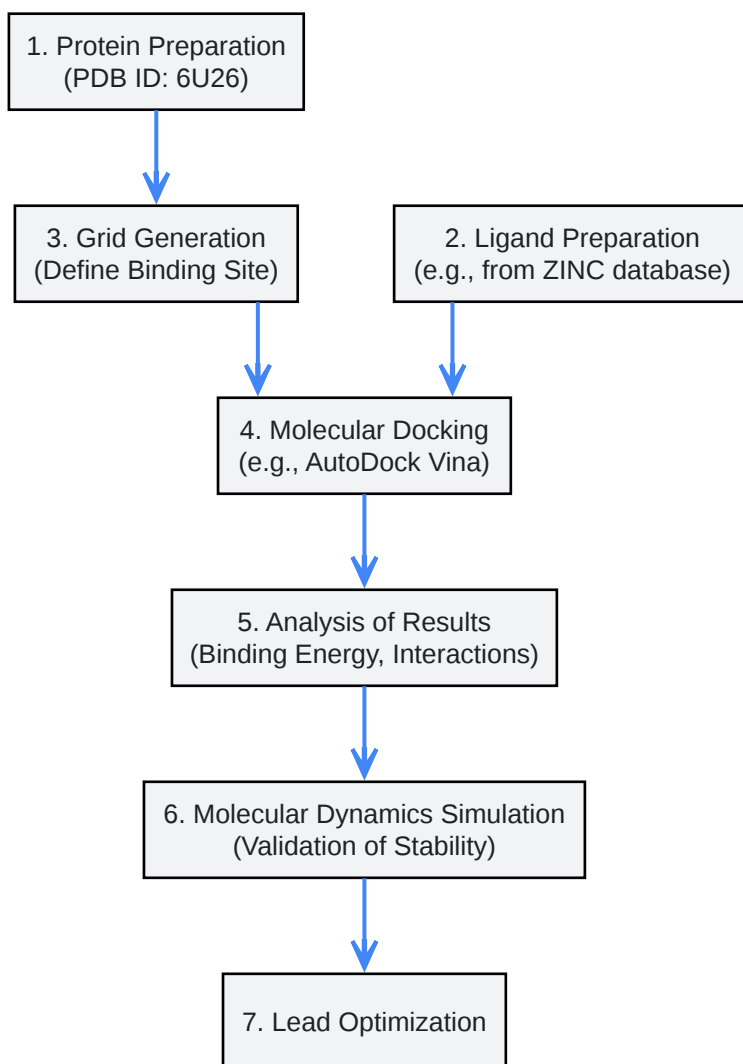 1. Protein Preparation
(PDB ID: 6U26)
3. Grid Generation
(Define Binding Site)
2. Ligand Preparation
(e.g., from ZINC database)
4. Molecular Docking
(e.g., AutoDock Vina)
5. Analysis of Results
(Binding Energy, Interactions)
6. Molecular Dynamics Simulation
(Validation of Stability)
7. Lead Optimization